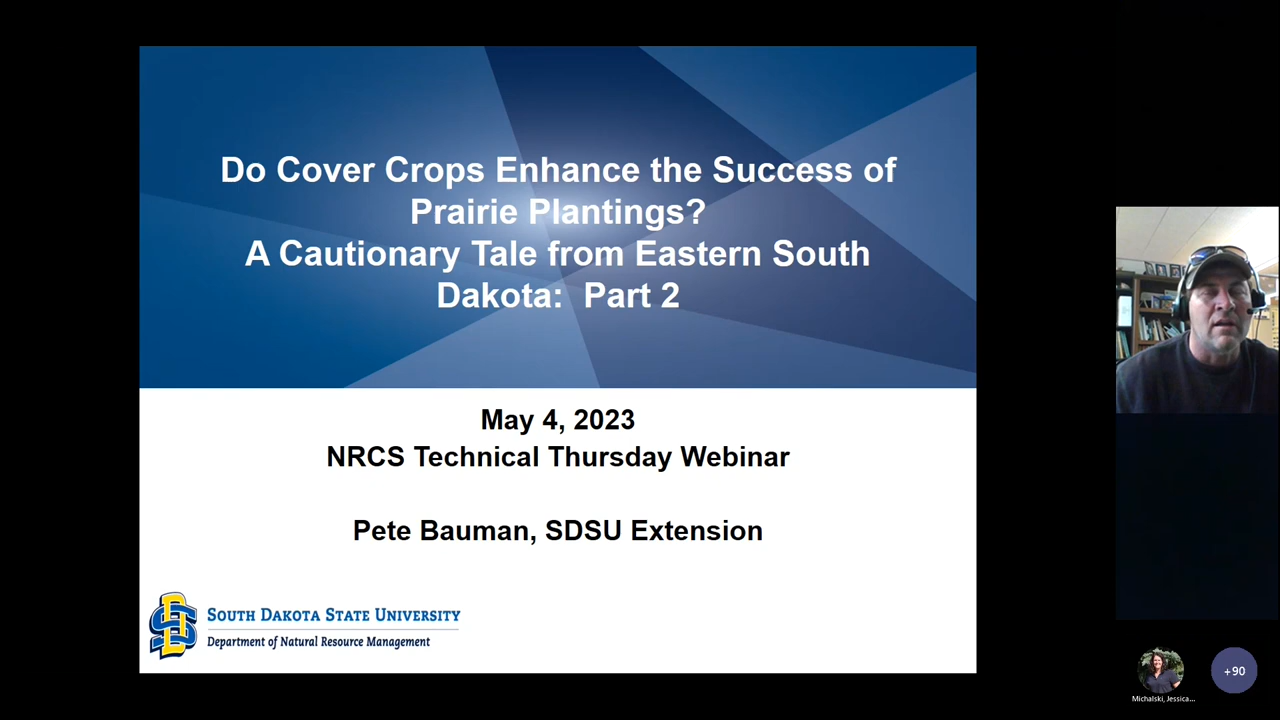 Do Cover Crops Enhance the Success of
Prairie Plantings?
A Cautionary Tale from Eastern South
Dakota: Part 2
May 4, 2023
NRCS Technical Thursday Webinar
Pete Bauman, SDSU Extension
SOUTH DAKOTA STATE UNIVERSITY
Department of Natural Resource Management
Michalski, Jessica...
+90